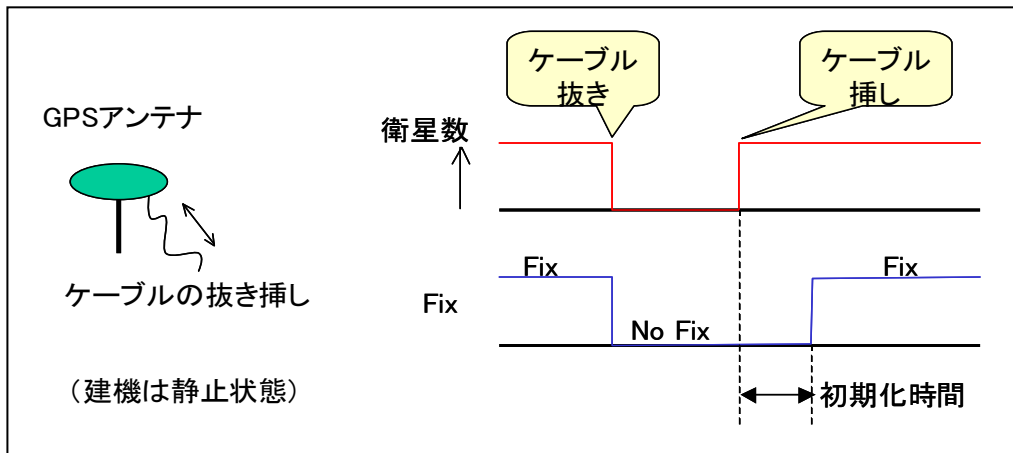 ケーブル
抜き
ケーブル
挿し
GPSアンテナ
衛星数
ケーブルの抜き挿し
Fix
Fix
No Fix
Fix
(建機は静止状態)
初期化時間